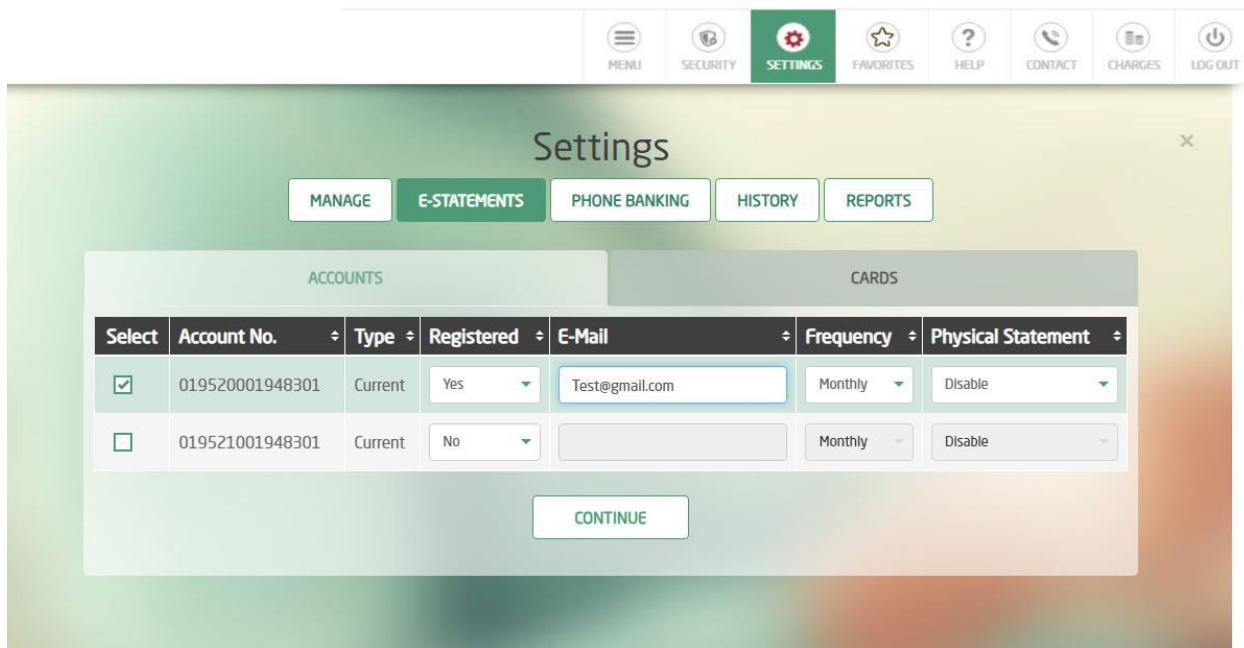 MENU SECURITY SETTINGS FAVORITES HELP CONTACT CHARGES LOG OUT
Settings
MANAGE E-STATEMENTS PHONE BANKING HISTORY REPORTS
ACCOUNTS CARDS
Select Account No. Type Registered E-Mail Frequency Physical Statement
019520001948301 Current Yes Test@gmail.com Monthly Disable
019521001948301 Current No Monthly Disable
CONTINUE